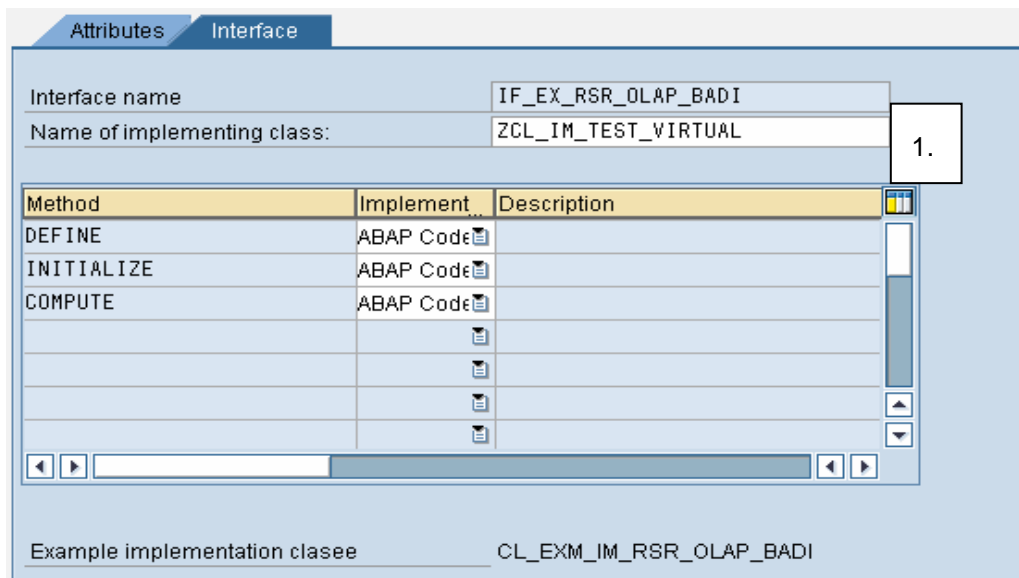 Attributes Interface
Interface name IF_EX_RSR_OLAP_BADI
Name of implementing class: ZCL_IM_TEST_VIRTUAL
1.
Method Implement... Description
DEFINE ABAP Code
INITIALIZE ABAP Code
COMPUTE ABAP Code
Example implementation clasee CL_EXM_IM_RSR_OLAP_BADI